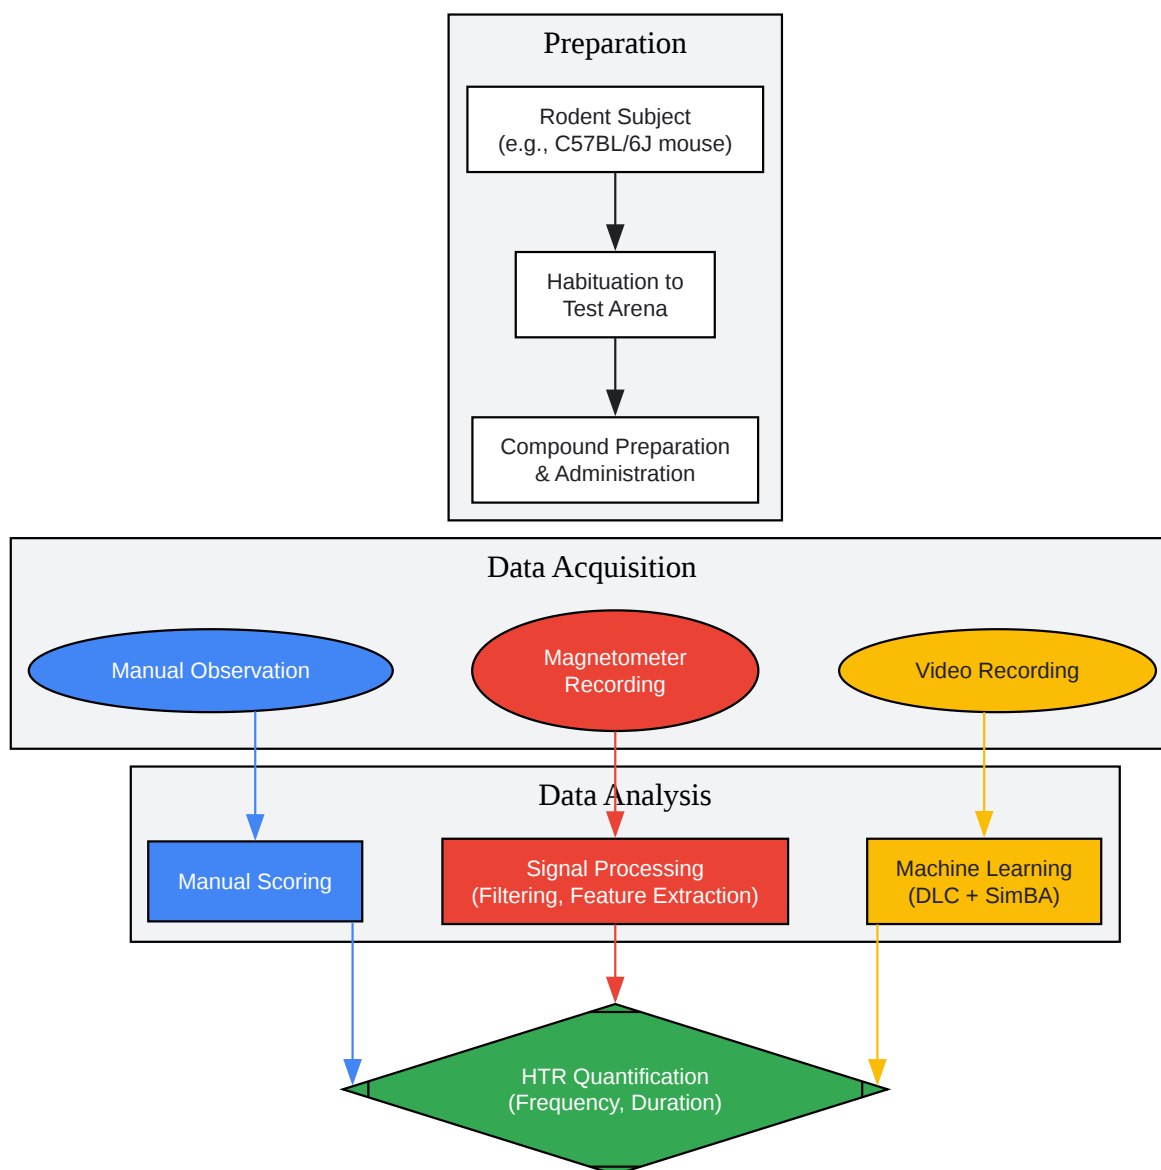 Preparation
Rodent Subject
(e.g., C57BL/6J mouse)
Habituation to
Test Arena
Compound Preparation
& Administration
Data Acquisition
Manual Observation
Magnetometer
Recording
Video Recording
Data Analysis
Manual Scoring
Signal Processing
(Filtering, Feature Extraction)
Machine Learning
(DLC + SimBA)
HTR Quantification
(Frequency, Duration)